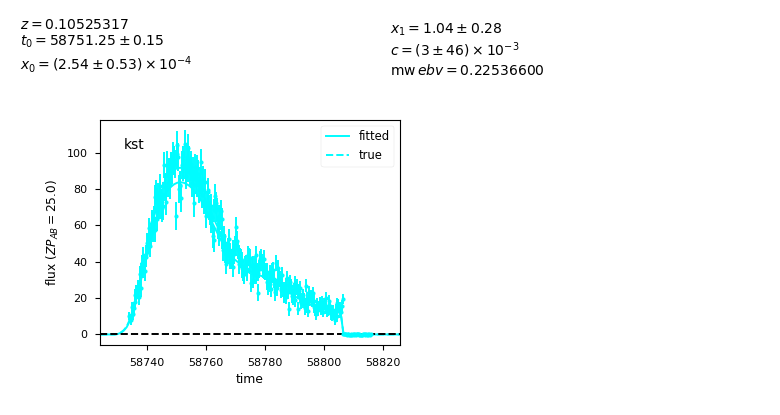 z = 0.10525317
t₀ = 58751.25 ± 0.15
x₀ = (2.54 ± 0.53) × 10⁻⁴
x₁ = 1.04 ± 0.28
c = (3 ± 46) × 10⁻³
mw ebv = 0.22536600
kst
fitted
true
flux (ZP_AB = 25.0)
100
80
60
40
20
0
58740 58760 58780 58800 58820
time